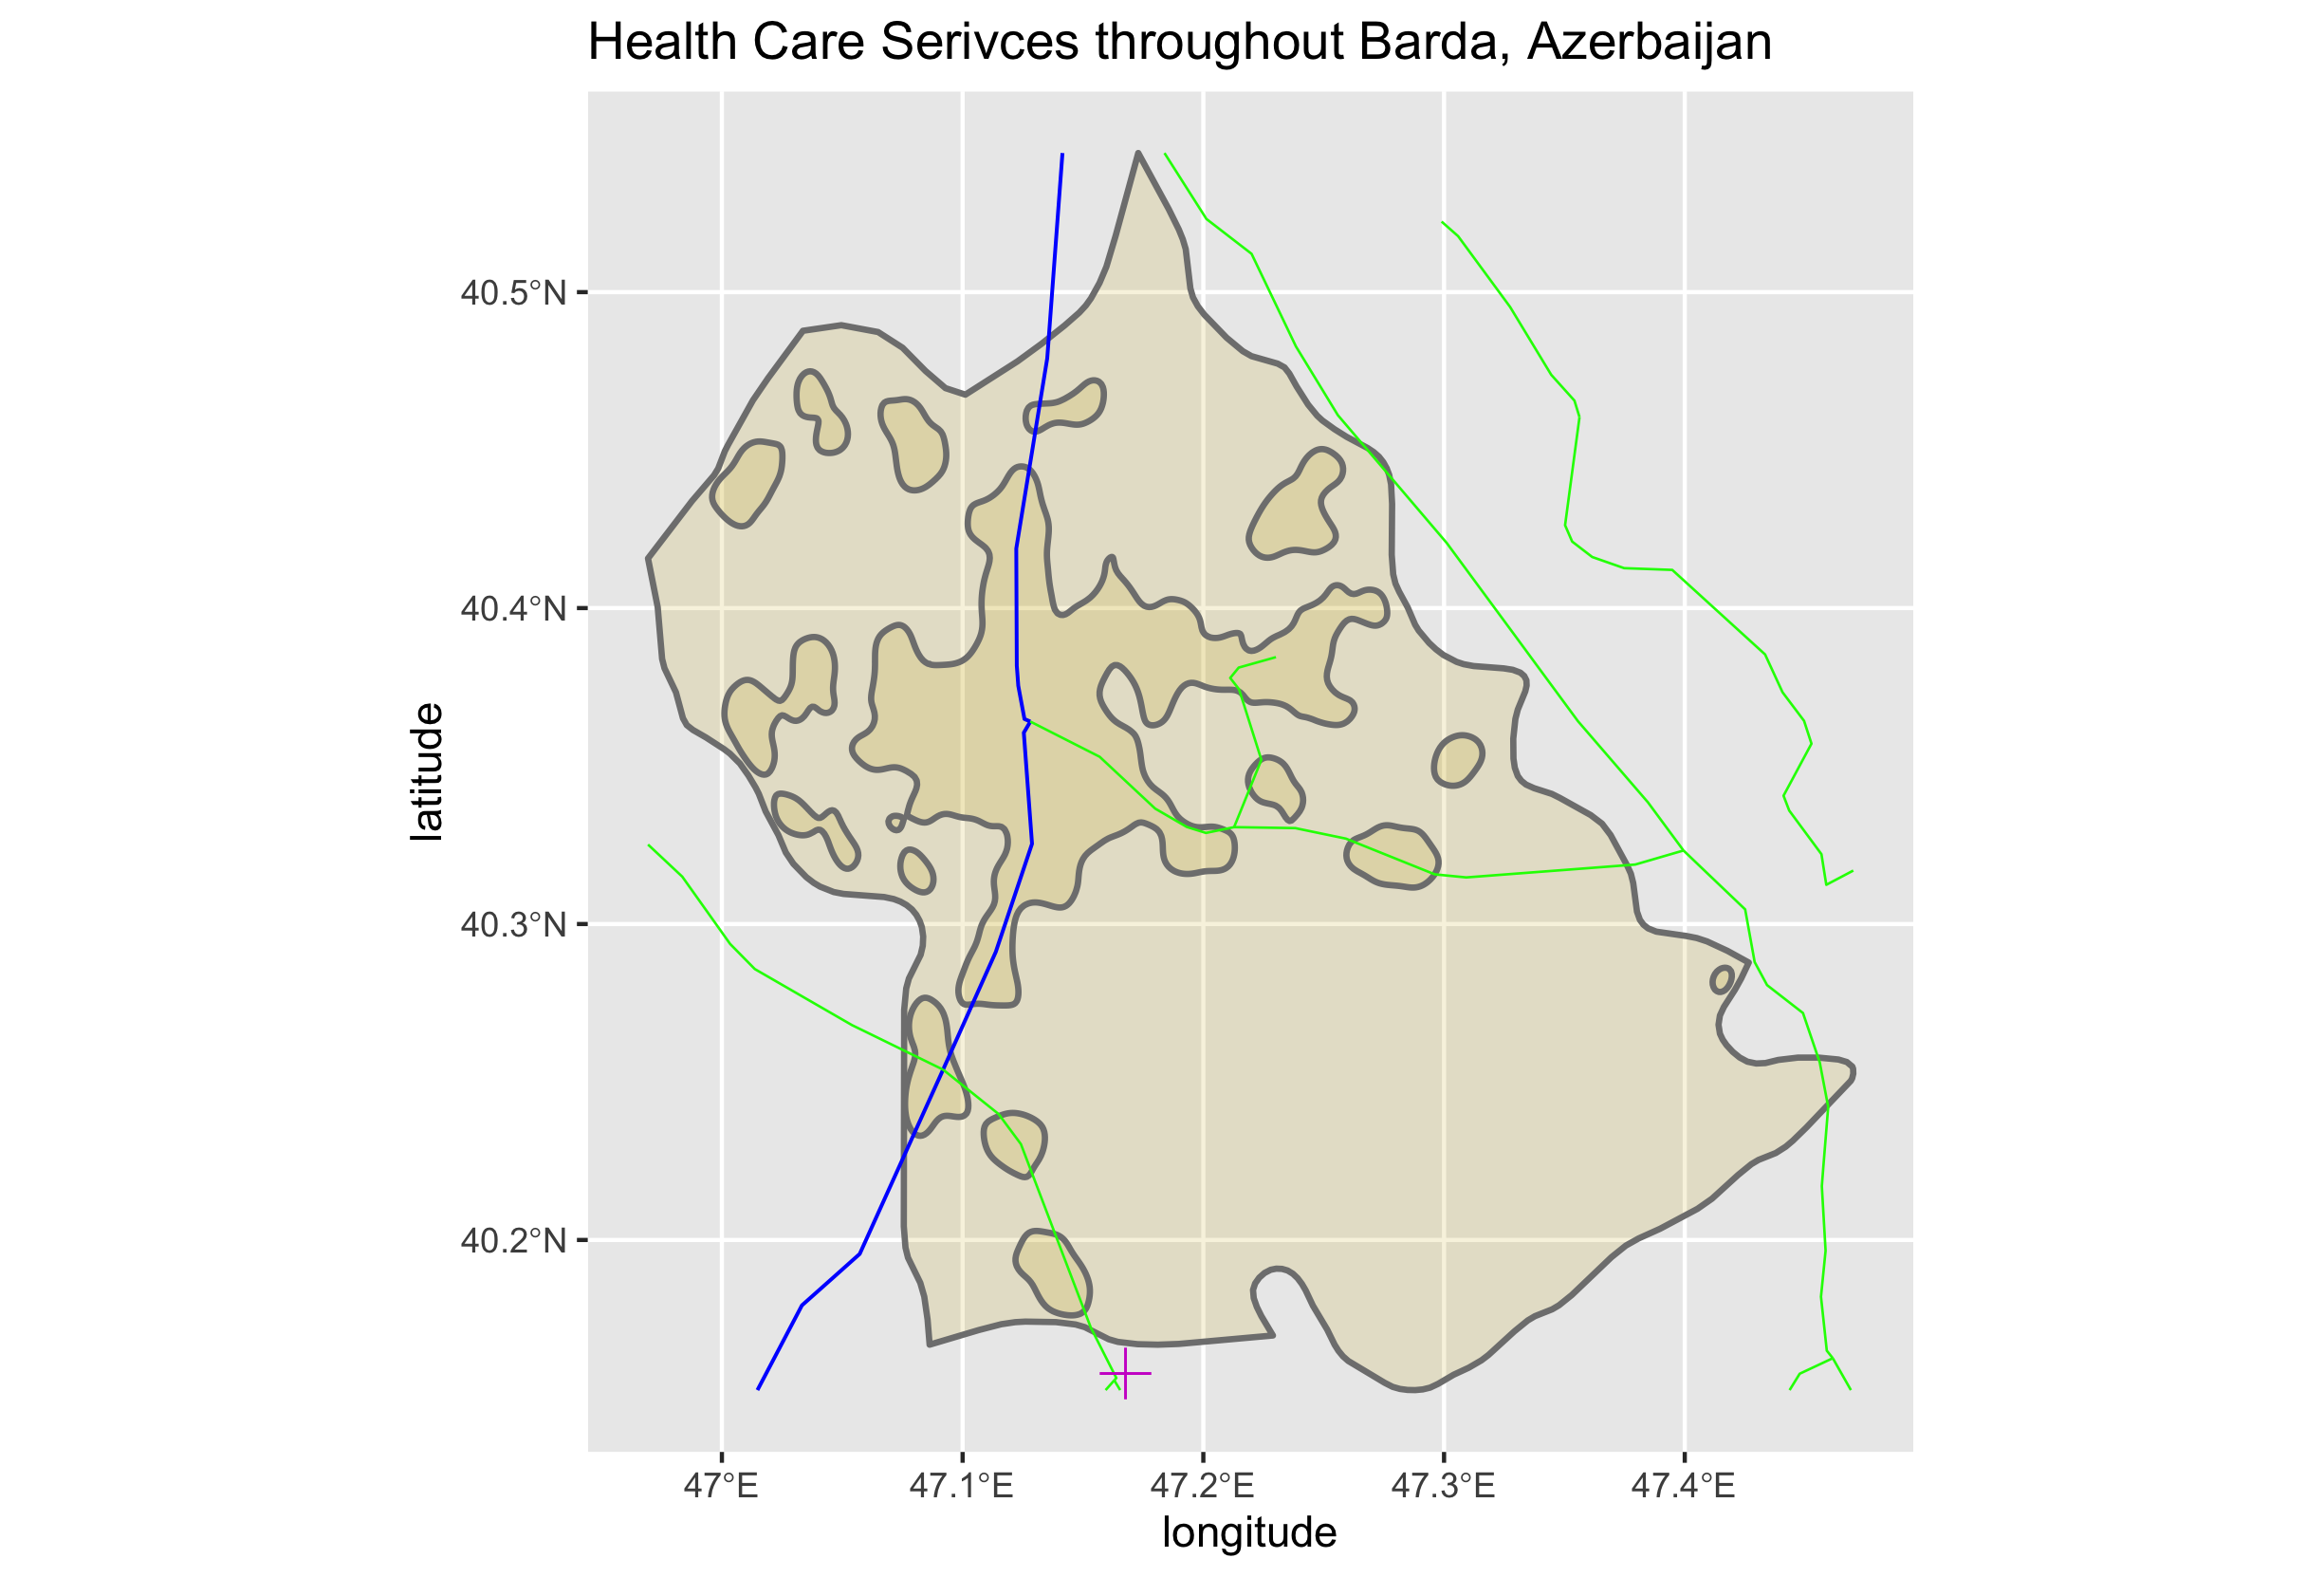 Health Care Serivces throughout Barda, Azerbaijan
latitude
40.5°N
40.4°N
40.3°N
40.2°N
47°E
47.1°E
47.2°E
47.3°E
47.4°E
longitude